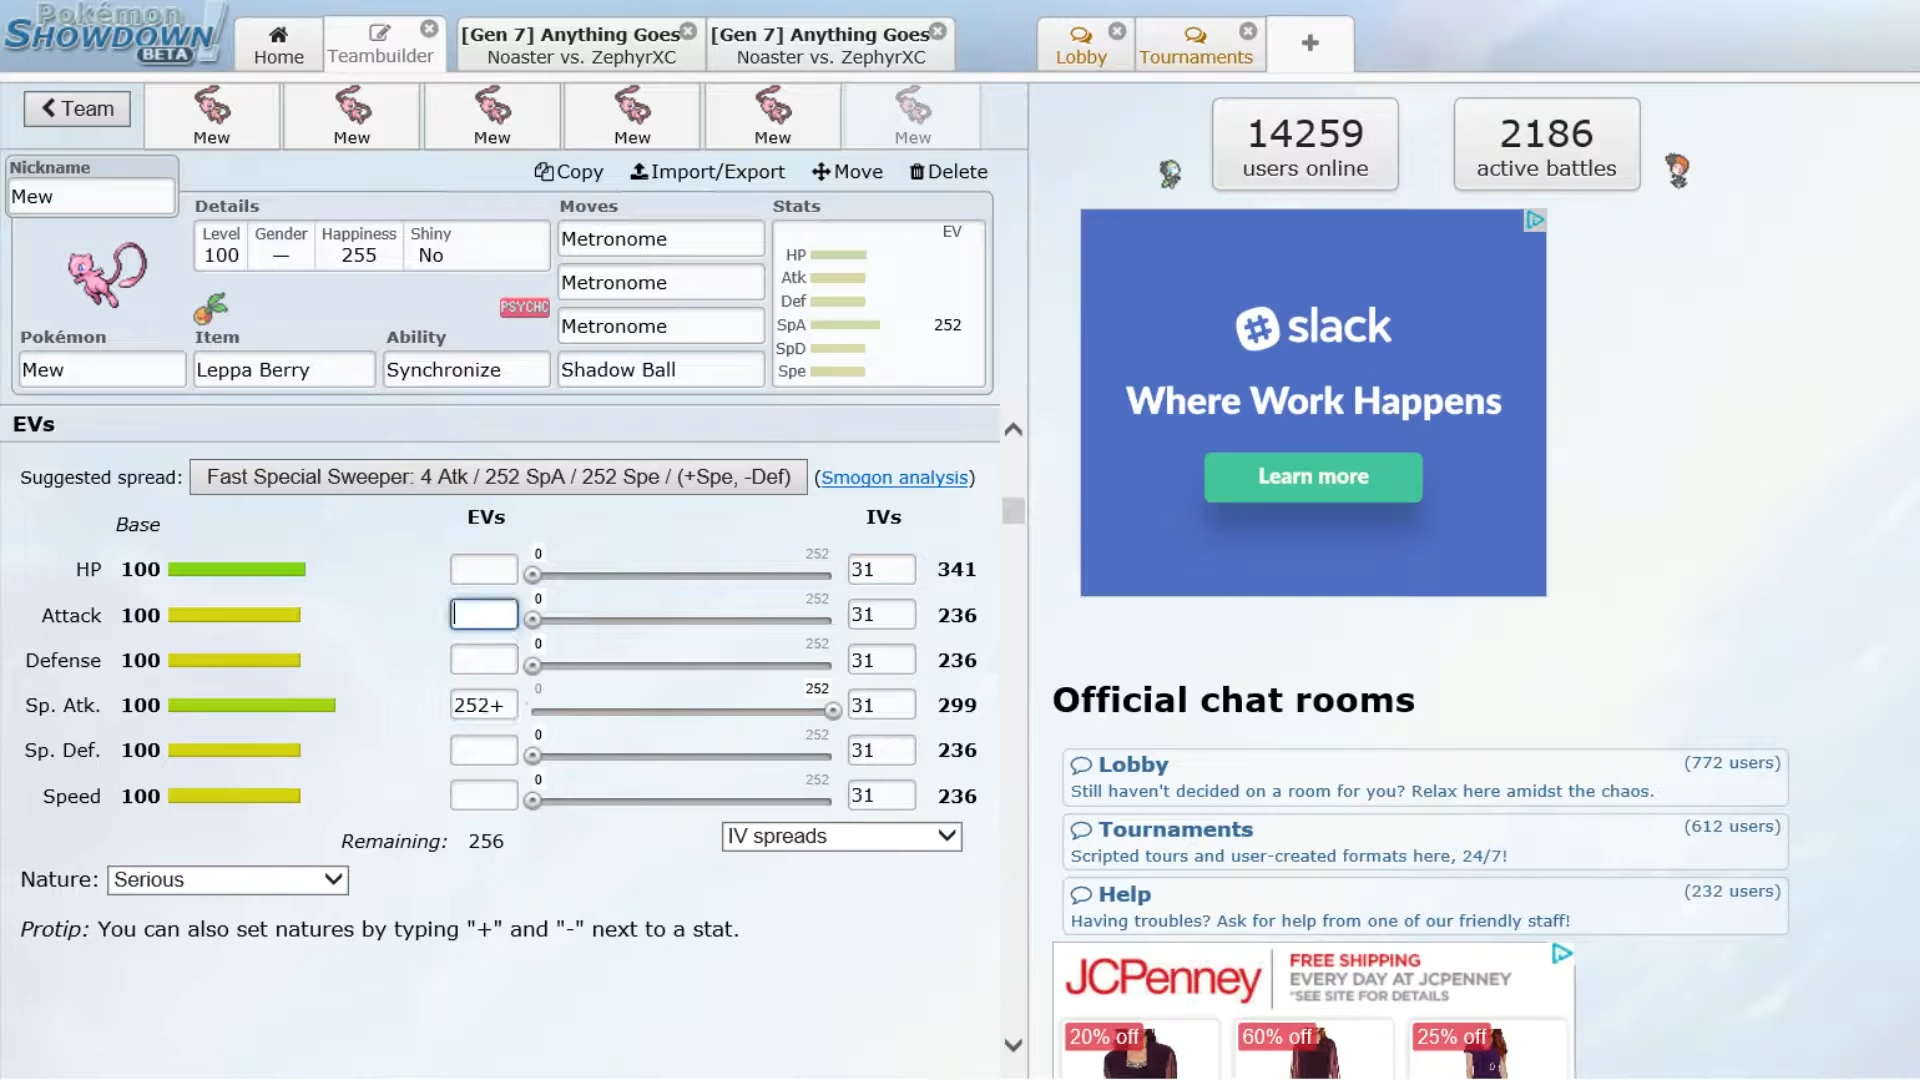 Pokémon
SHOWDOWN
BETA
Home
Teambuilder
[Gen 7] Anything Goes
Noaster vs. ZephyrXC
[Gen 7] Anything Goes
Noaster vs. ZephyrXC
Lobby
Tournaments
+
Team
Mew
Mew
Mew
Mew
Mew
Mew
14259
users online
2186
active battles
Nickname
Mew
Copy
Import/Export
Move
Delete
Details
Moves
Stats
Level
Gender
Happiness
Shiny
100
—
255
No
Metronome
Metronome
Metronome
Shadow Ball
EV
HP
Atk
Def
SpA
252
SpD
Spe
PSYCHC
Pokémon
Item
Ability
Mew
Leppa Berry
Synchronize
slack
Where Work Happens
Learn more
EVs
Suggested spread:
Fast Special Sweeper: 4 Atk / 252 SpA / 252 Spe / (+Spe, -Def)
(Smogon analysis)
Base
EVs
IVs
HP 100
0
252
31
341
Attack 100
0
252
31
236
Defense 100
0
252
31
236
Sp. Atk. 100
252+
0
252
31
299
Sp. Def. 100
0
252
31
236
Speed 100
0
252
31
236
Remaining: 256
IV spreads
Nature: Serious
Protip: You can also set natures by typing "+" and "-" next to a stat.
Official chat rooms
Lobby
(772 users)
Still haven't decided on a room for you? Relax here amidst the chaos.
Tournaments
(612 users)
Scripted tours and user-created formats here, 24/7!
Help
(232 users)
Having troubles? Ask for help from one of our friendly staff!
JCPenney
FREE SHIPPING
EVERY DAY AT JCPENNEY
*SEE SITE FOR DETAILS
20% off
60% off
25% off